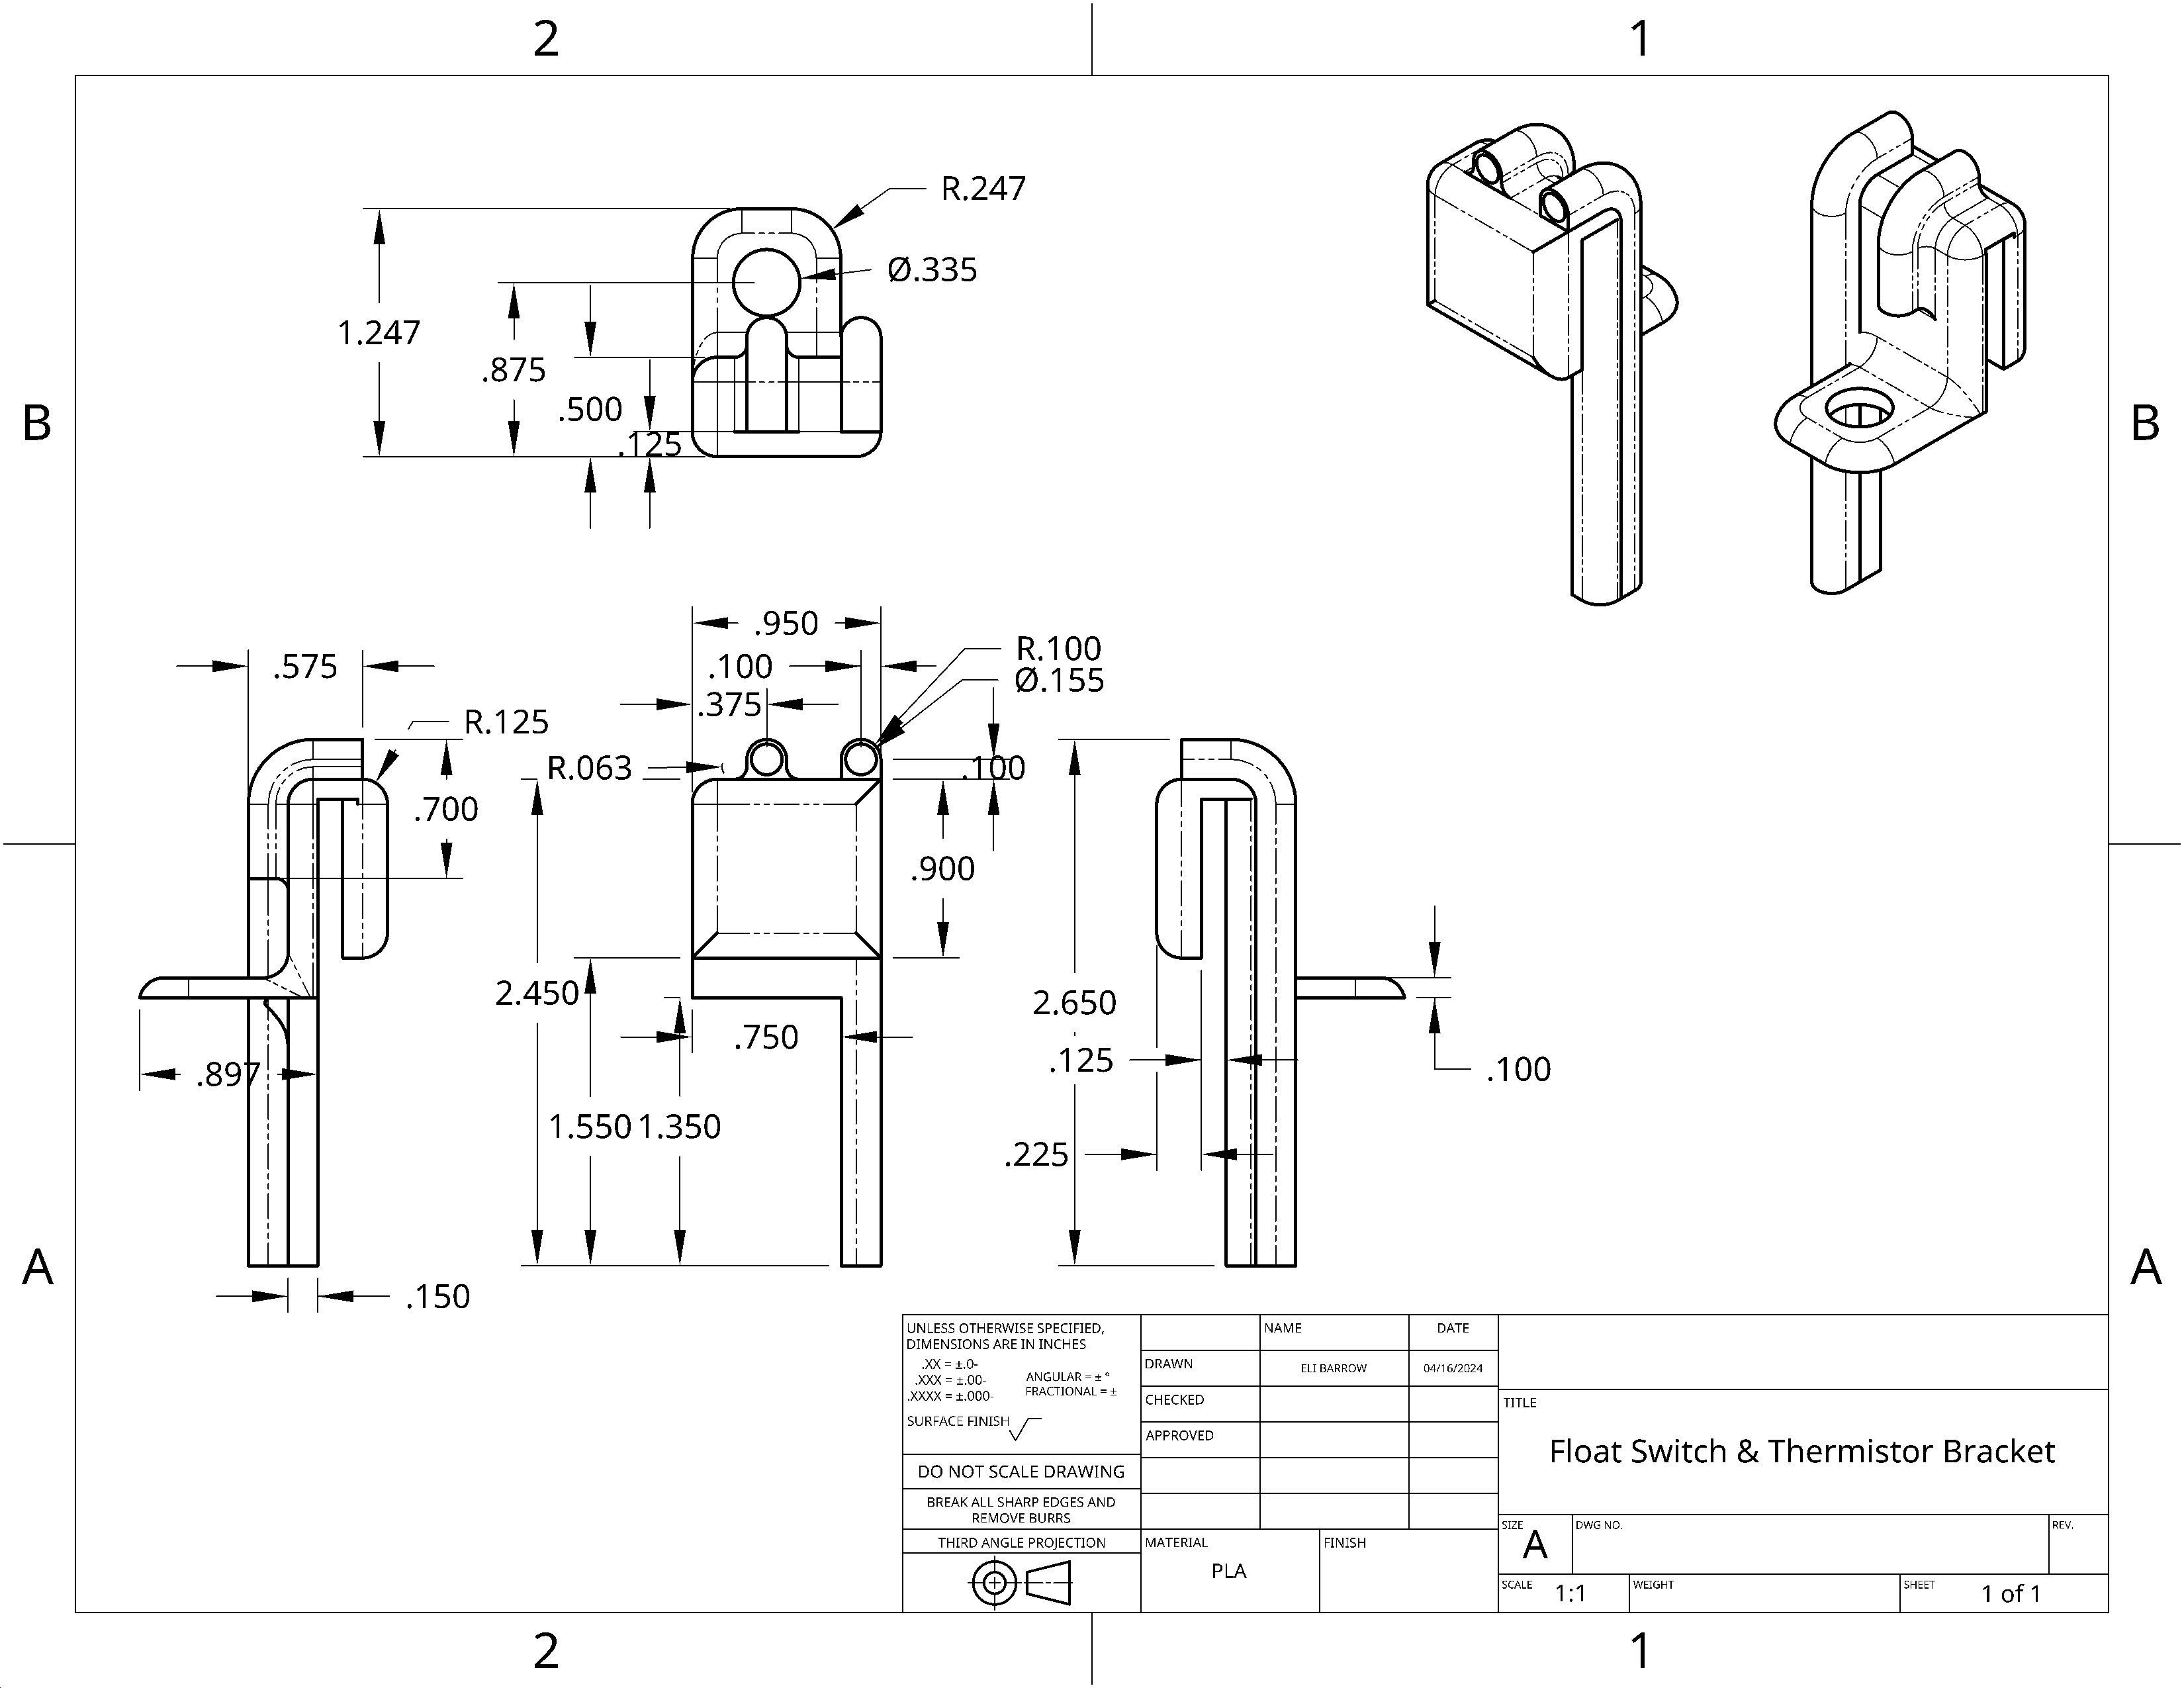 2
1
B
B
A
A
2
1
R.247
Ø.335
1.247
.875
.500
.125
.950
.100
.375
R.100
Ø.155
.575
R.125
R.063
.100
.700
.900
2.450
.750
2.650
.125
.100
.897
1.550
1.350
.225
.150
UNLESS OTHERWISE SPECIFIED,
DIMENSIONS ARE IN INCHES
.XX = ±.0-
.XXX = ±.00-
.XXXX = ±.000-
ANGULAR = ± °
FRACTIONAL = ±
SURFACE FINISH
DO NOT SCALE DRAWING
BREAK ALL SHARP EDGES AND
REMOVE BURRS
THIRD ANGLE PROJECTION
NAME
DATE
DRAWN
ELI BARROW
04/16/2024
CHECKED
APPROVED
MATERIAL
PLA
FINISH
TITLE
Float Switch & Thermistor Bracket
SIZE
A
DWG NO.
REV.
SCALE
1:1
WEIGHT
SHEET
1 of 1